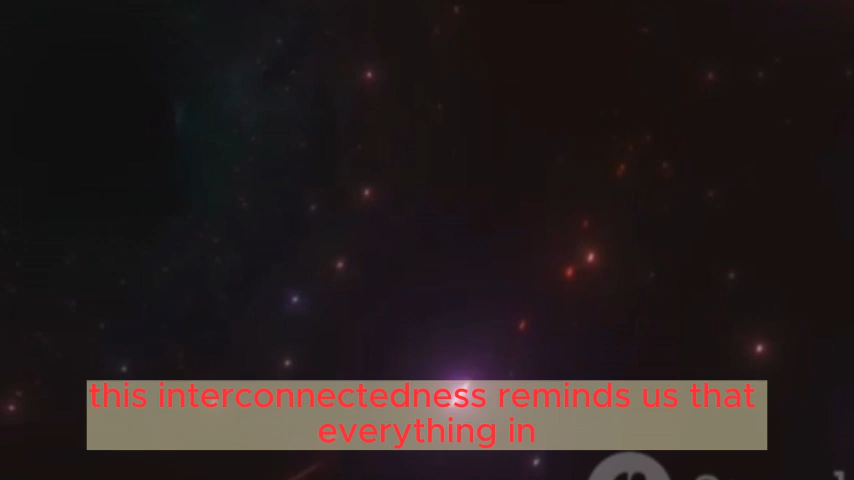 this interconnectedness reminds us that
everything in